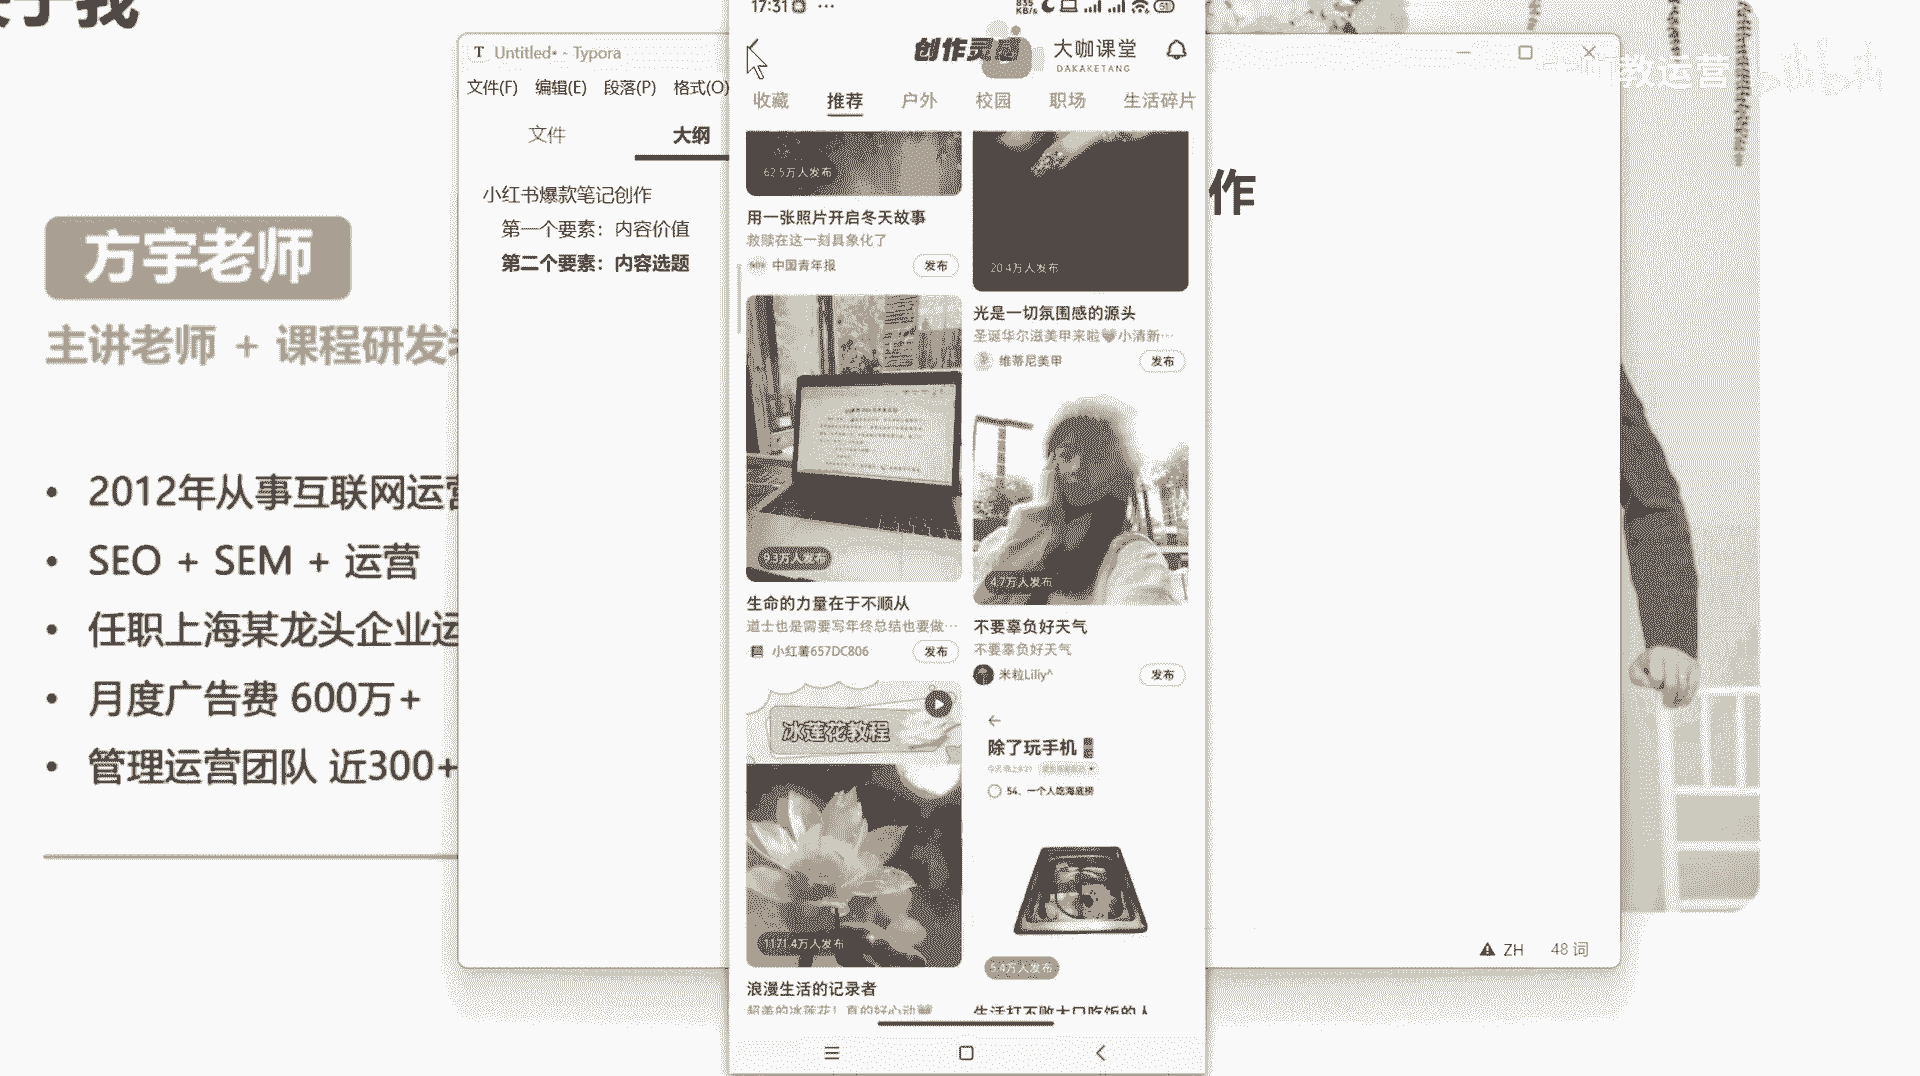 方宇老师
主讲老师 + 课程研发
• 2012年从事互联网运营
• SEO + SEM + 运营
• 任职上海某龙头企业运
• 月度广告费 600万+
• 管理运营团队 近300+
Untitled• - Typora
文件(F) 编辑(E) 段落(P) 格式(O)
文件 大纲
小红书爆款笔记创作
第一个要素：内容价值
第二个要素：内容选题
作
教运营
ZH 48 词
17:31
创作灵感 大咖课堂
DAKAKETANG
收藏 推荐 户外 校园 职场 生活碎片
62.5万人发布
用一张照片开启冬天故事
救赎在这一刻具象化了
中国青年报 发布
20.4万人发布
光是一切氛围感的源头
圣诞华尔滋美甲来啦🖤小清新…
维蒂尼美甲 发布
9.3万人发布
生命的力量在于不顺从
道士也是需要写年终总结也要做…
小红薯657DC806 发布
4.7万人发布
不要辜负好天气
不要辜负好天气
米粒Liliy^ 发布
冰莲花教程
1171.4万人发布
浪漫生活的记录者
超美的冰莲花！真的好心动
除了玩手机
54、一个人吃海底捞
5.4万人发布
生活打不败大口吃饭的人